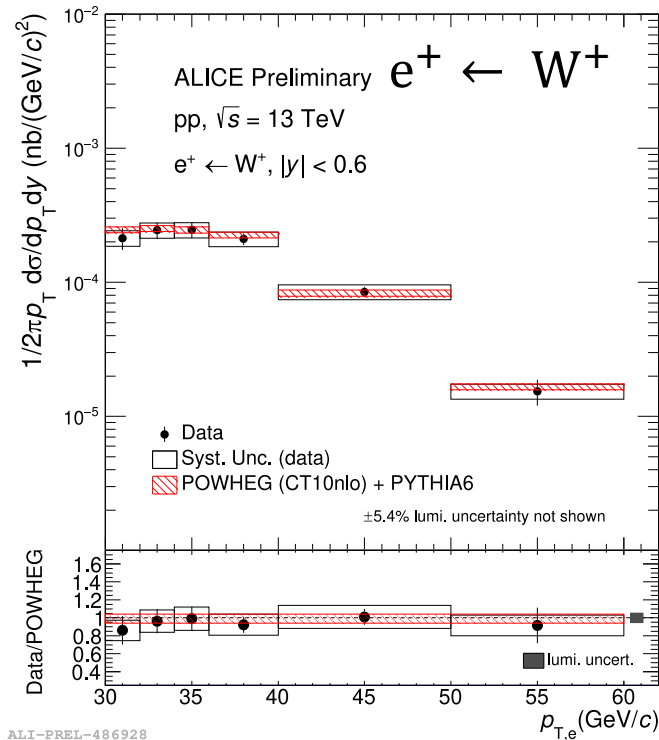 ALICE Preliminary e⁺ ← W⁺
pp, √s = 13 TeV
e⁺ ← W⁺, |y| < 0.6
1/2πp_T dσ/dp_T dy (nb/(GeV/c)²)
10⁻²
10⁻³
10⁻⁴
10⁻⁵
Data
Syst. Unc. (data)
POWHEG (CT10nlo) + PYTHIA6
±5.4% lumi. uncertainty not shown
Data/POWHEG
1.6
1.4
1.2
1
0.8
0.6
0.4
lumi. uncert.
30 35 40 45 50 55 60
p_T,e (GeV/c)
ALI-PREL-486928